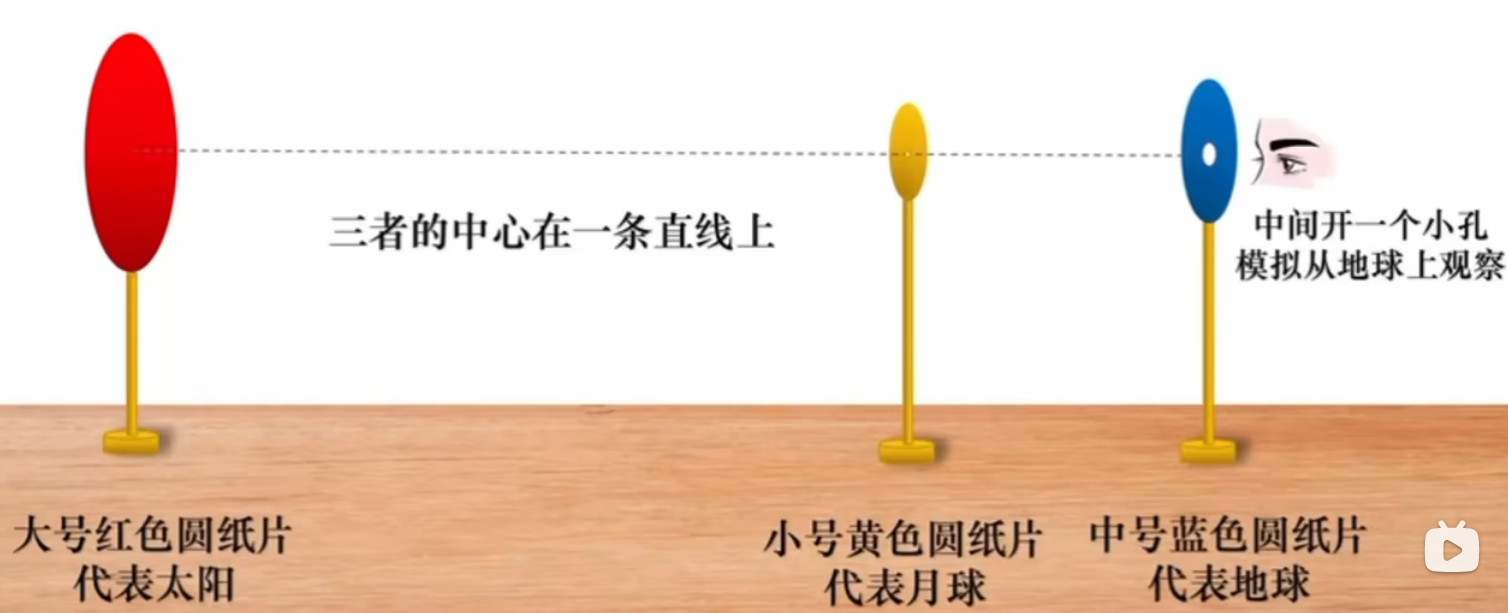 三者的中心在一条直线上
中间开一个小孔
模拟从地球上观察
大号红色圆纸片
代表太阳
小号黄色圆纸片
代表月球
中号蓝色圆纸片
代表地球